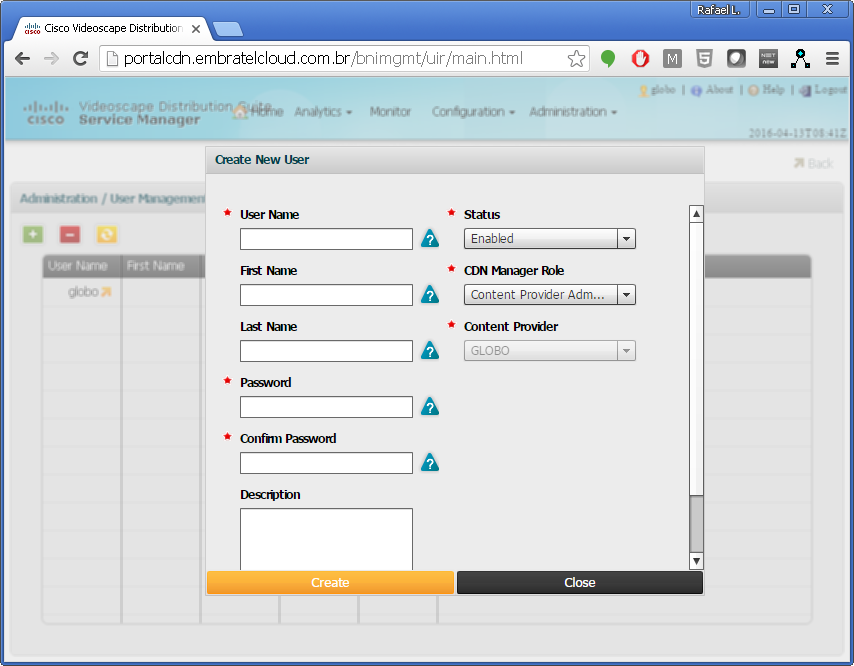 Rafael L.
Cisco Videoscape Distribution
portalcdn.embratelcloud.com.br/bnimgmt/uir/main.html
globo | About | Help | Logout
cisco Videoscape Distribution Suite
Service Manager
Home Analytics Monitor Configuration Administration
2016-04-13T08:41Z
Back
Create New User
Administration / User Management
User Name
Status
Enabled
First Name
CDN Manager Role
Content Provider Adm...
User Name First Name
globo
Last Name
Content Provider
GLOBO
Password
Confirm Password
Description
Create
Close